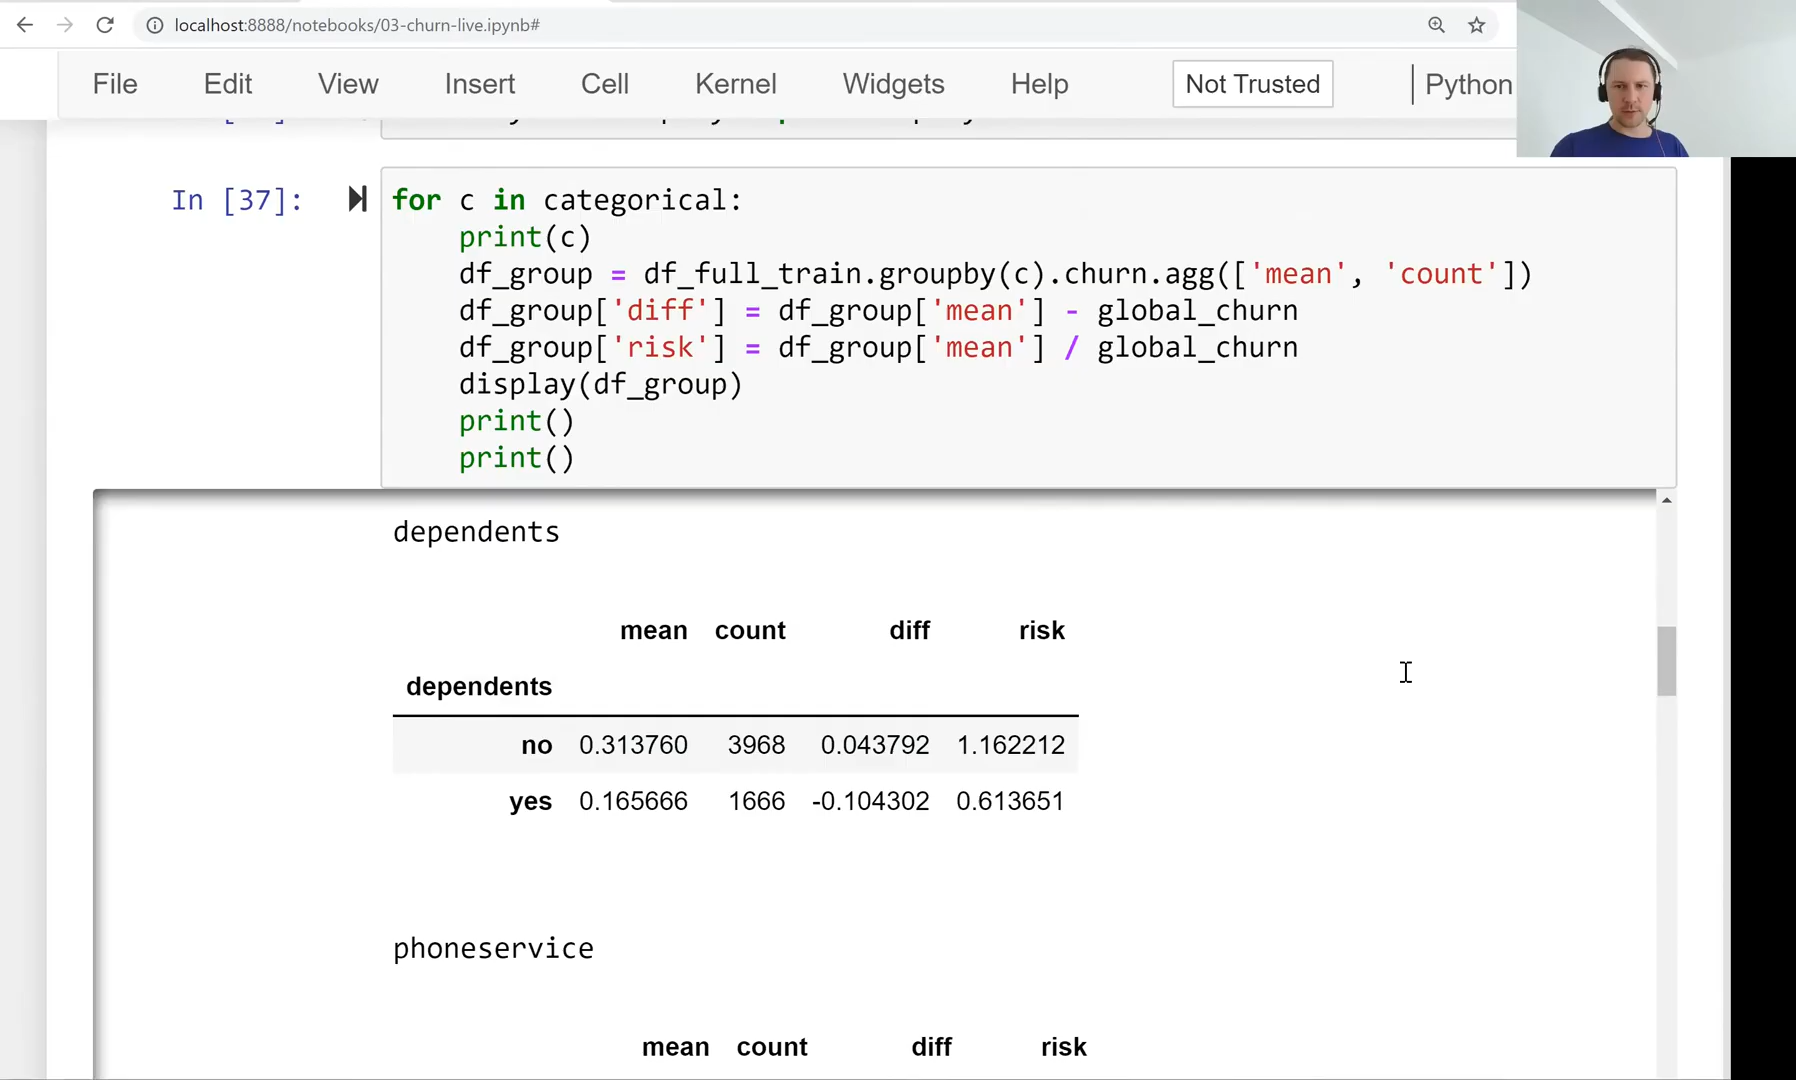 localhost:8888/notebooks/03-churn-live.ipynb#
File Edit View Insert Cell Kernel Widgets Help Not Trusted Python
In [37]:
for c in categorical:
    print(c)
    df_group = df_full_train.groupby(c).churn.agg(['mean', 'count'])
    df_group['diff'] = df_group['mean'] - global_churn
    df_group['risk'] = df_group['mean'] / global_churn
    display(df_group)
    print()
    print()
dependents
mean count diff risk
dependents
no 0.313760 3968 0.043792 1.162212
yes 0.165666 1666 -0.104302 0.613651
phoneservice
mean count diff risk